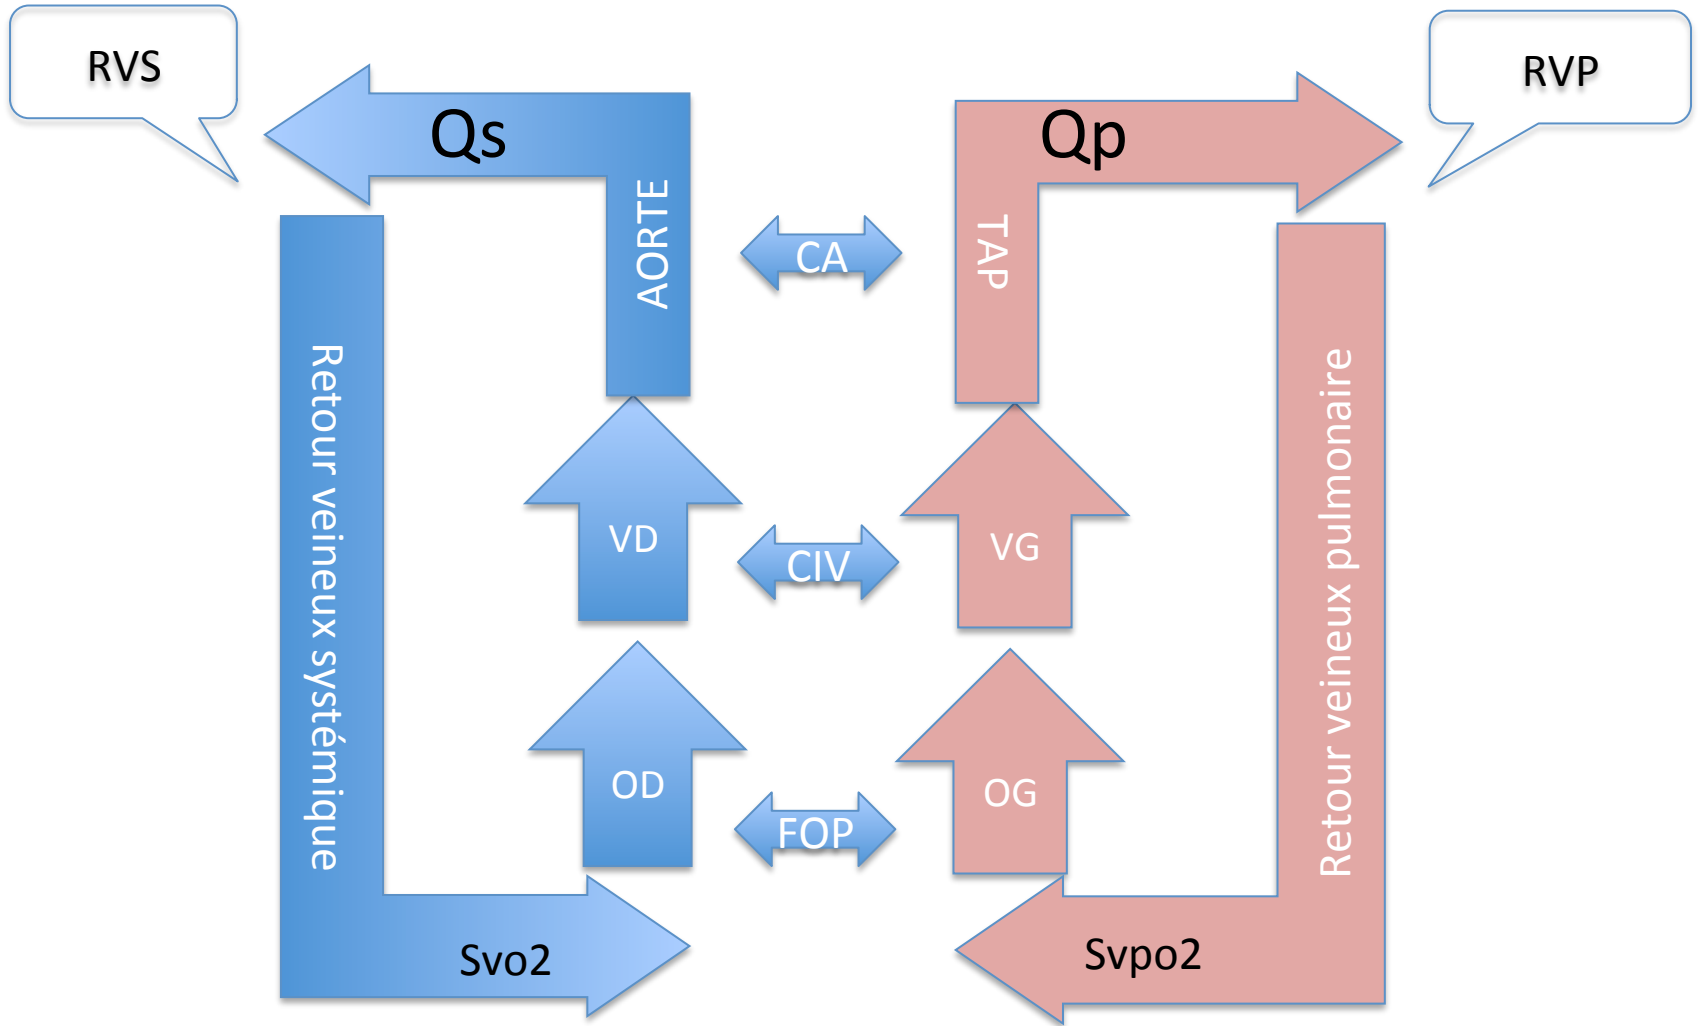 RVS
RVP
Qs
Qp
AORTE
CA
TAP
Retour veineux systémique
Retour veineux pulmonaire
VD
CIV
VG
OD
FOP
OG
Svo2
Svpo2